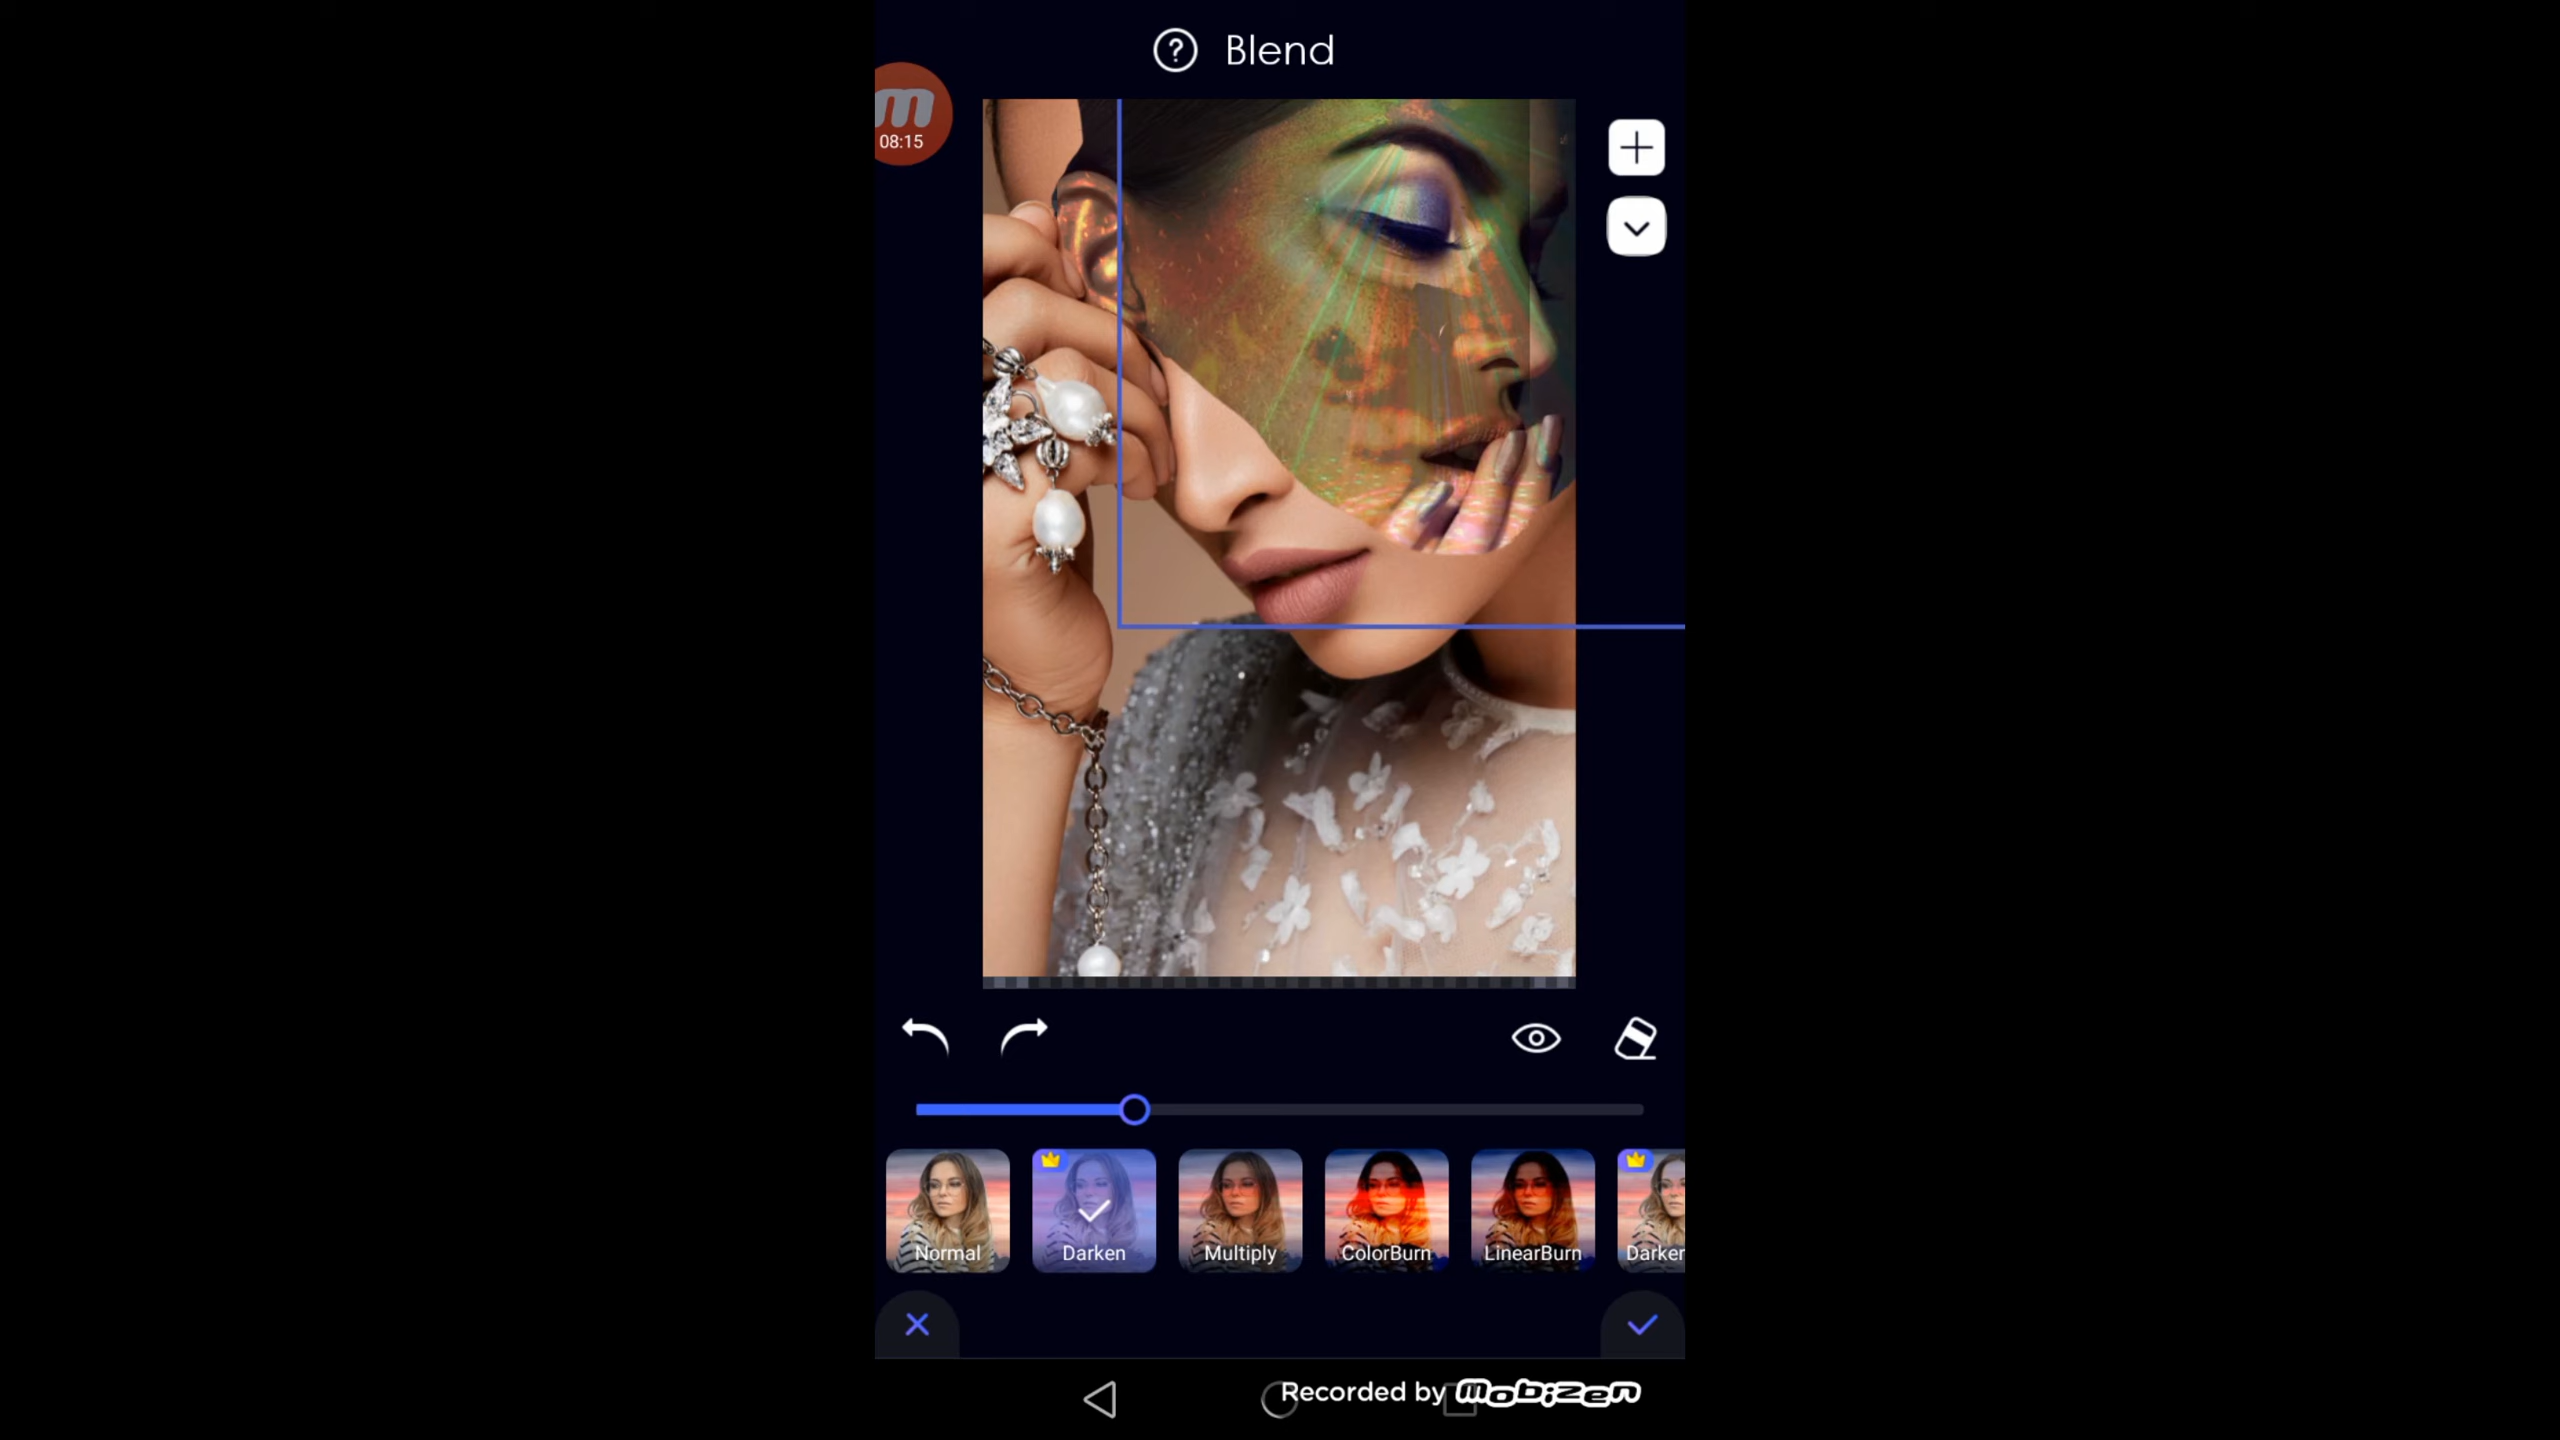 Blend
08:15
Normal
Darken
Multiply
ColorBurn
LinearBurn
Darker
Recorded by mobizen